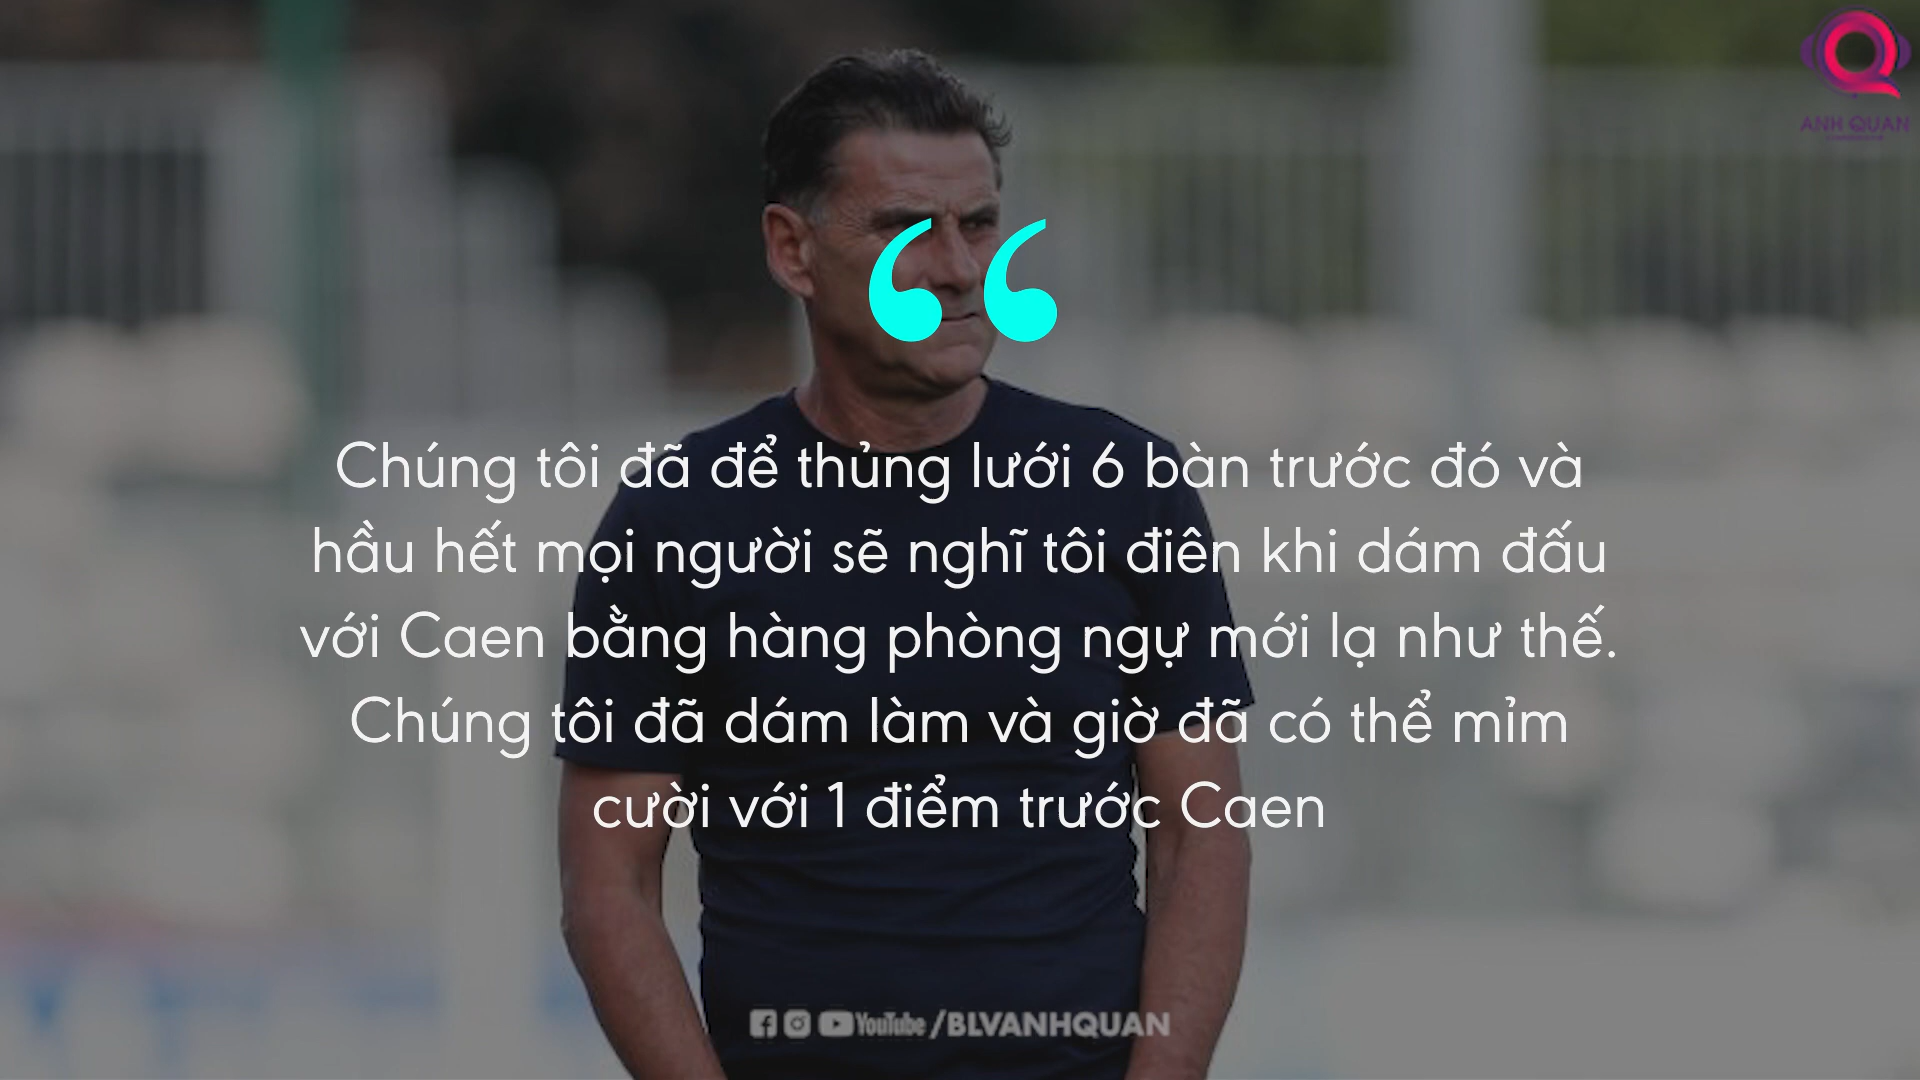 ANH QUAN
Chúng tôi đã để thủng lưới 6 bàn trước đó và
hầu hết mọi người sẽ nghĩ tôi điên khi dám đấu
với Caen bằng hàng phòng ngự mới lạ như thế.
Chúng tôi đã dám làm và giờ đã có thể mỉm
cười với 1 điểm trước Caen
YouTube /BLVANHQUAN